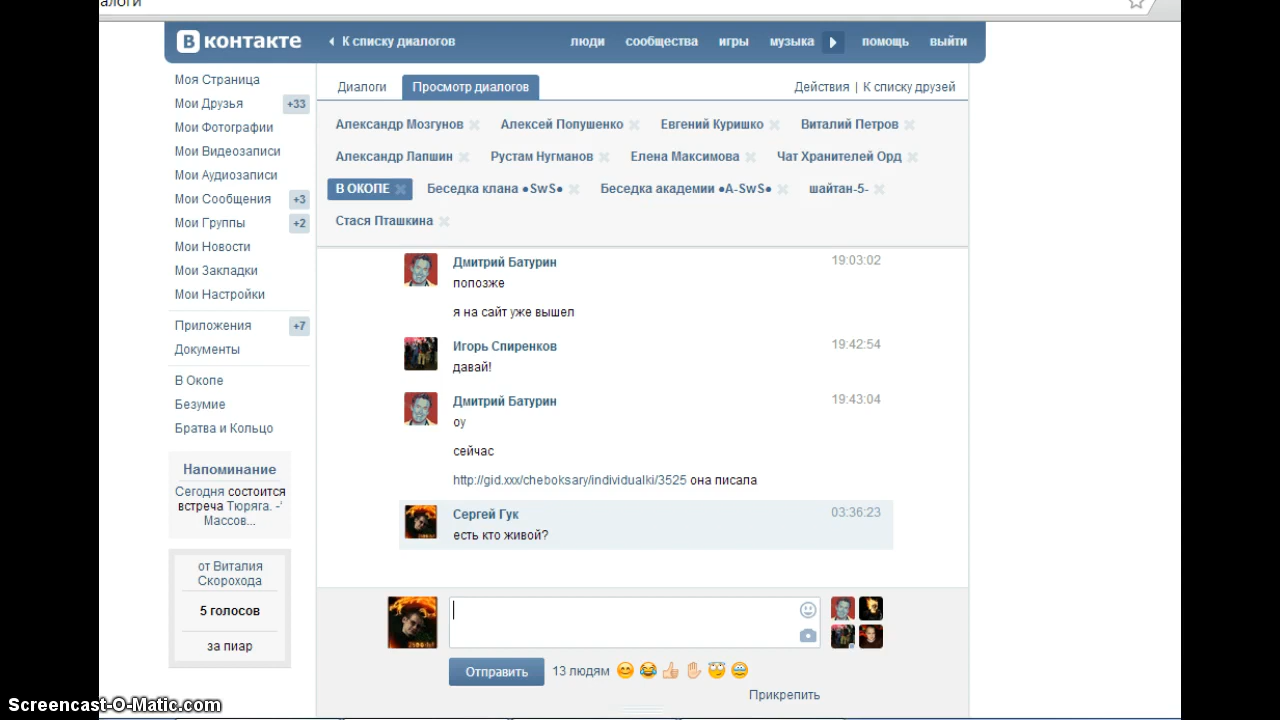 алоги
В контакте
К списку диалогов
люди сообщества игры музыка помощь выйти
Моя Страница
Мои Друзья +33
Мои Фотографии
Мои Видеозаписи
Мои Аудиозаписи
Мои Сообщения +3
Мои Группы +2
Мои Новости
Мои Закладки
Мои Настройки
Приложения +7
Документы
В Окопе
Безумие
Братва и Кольцо
Напоминание
Сегодня состоится
встреча Тюряга. -'
Массов...
от Виталия
Скорохода
5 голосов
за пиар
Диалоги Просмотр диалогов Действия | К списку друзей
Александр Мозгунов Алексей Попушенко Евгений Куришко Виталий Петров
Александр Лапшин Рустам Нугманов Елена Максимова Чат Хранителей Орд
В ОКОПЕ Беседка клана ●SwS● Беседка академии ●A-SwS● шайтан-5-
Стася Пташкина
Дмитрий Батурин 19:03:02
попозже
я на сайт уже вышел
Игорь Спиренков 19:42:54
давай!
Дмитрий Батурин 19:43:04
оу
сейчас
http://gid.xxx/cheboksary/individualki/3525 она писала
Сергей Гук 03:36:23
есть кто живой?
Отправить 13 людям
Прикрепить
Screencast-O-Matic.com